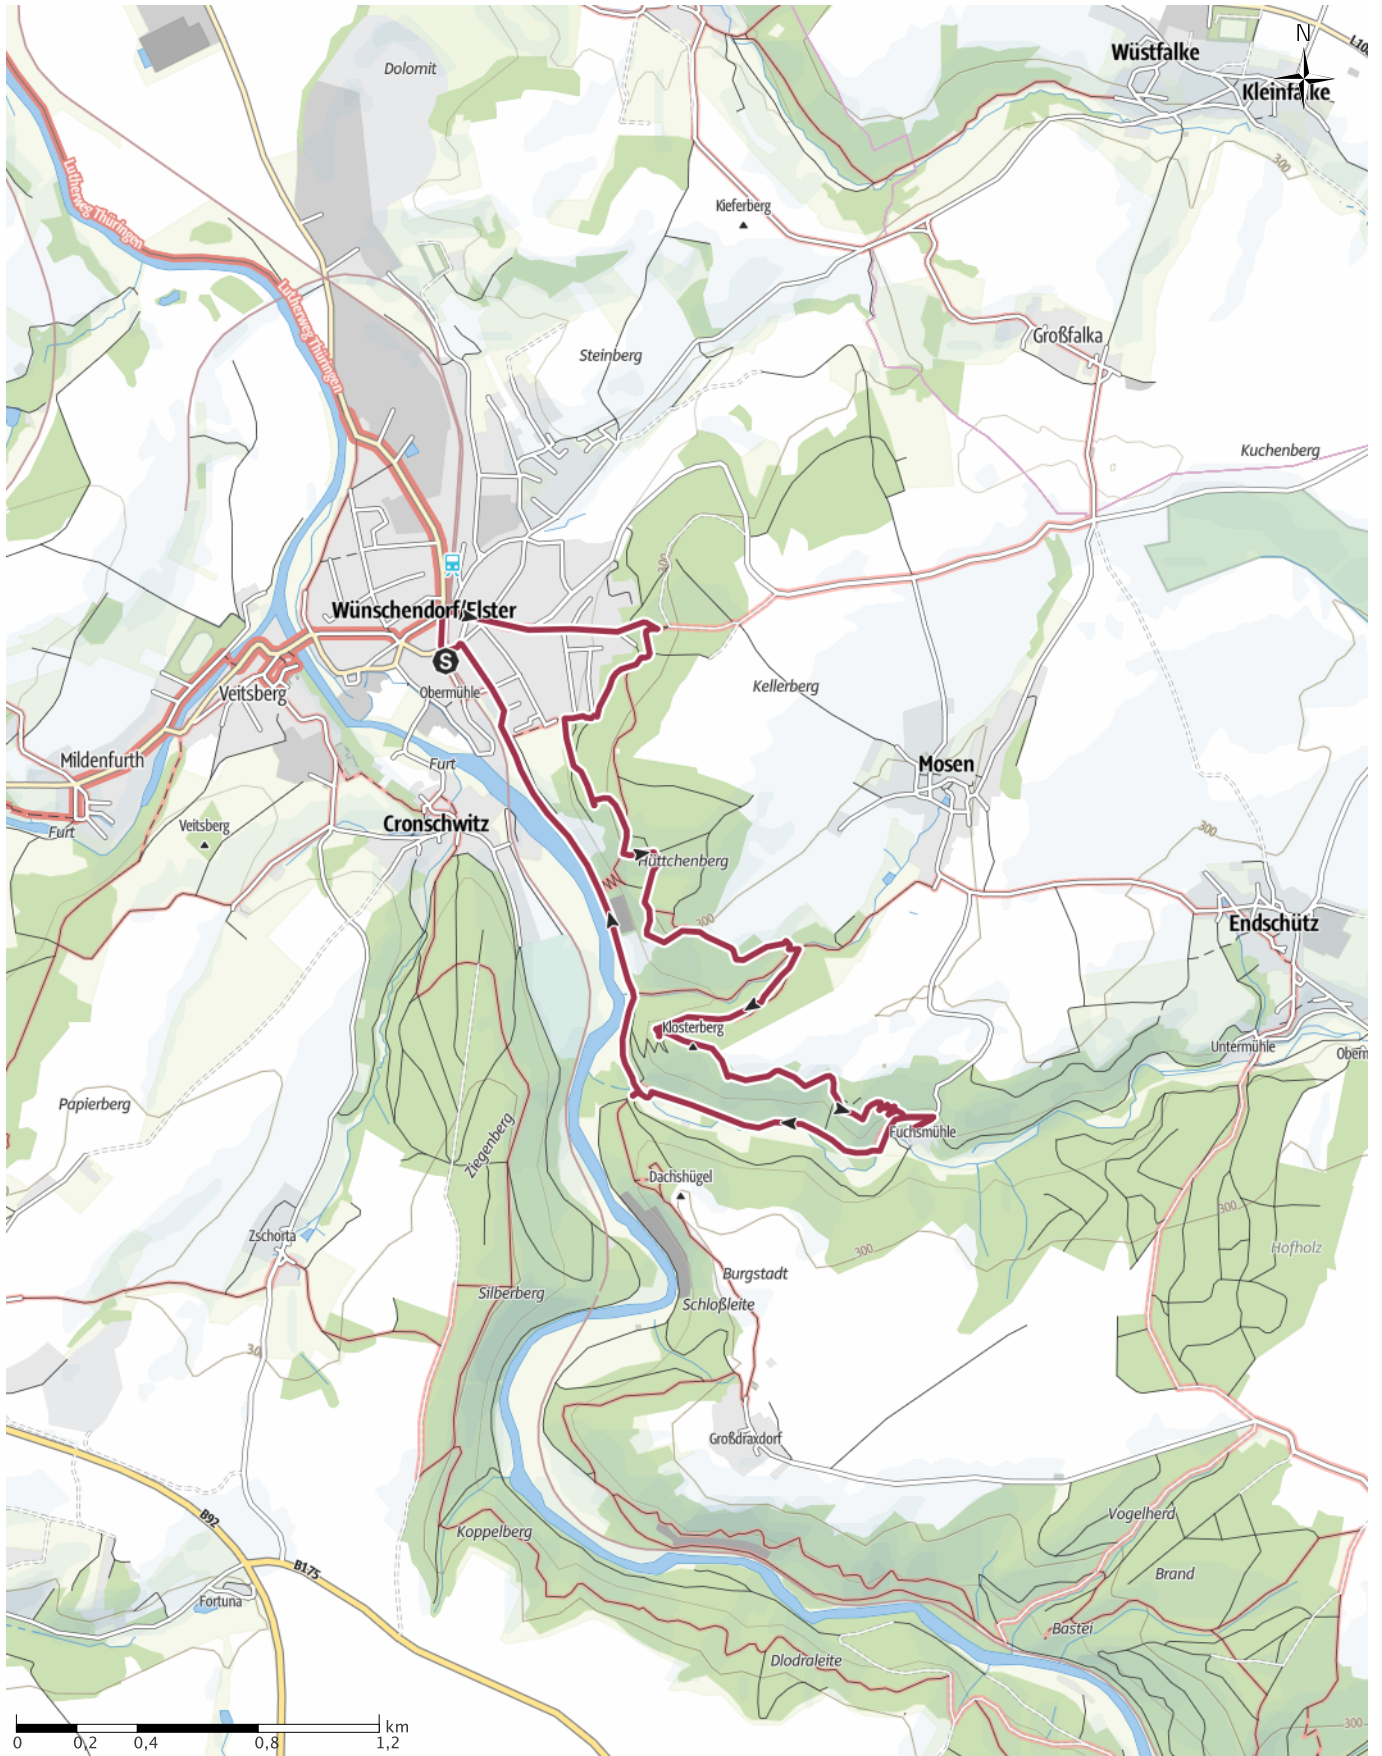 Wüstfalke
N
Dolomit
Kleinfalke
300
Lutherweg Thüringen
Kieferberg
Lutherweg Thüringen
Großfalka
Steinberg
Kuchenberg
300
Wünschendorf/Elster
S
Kellerberg
Obermühle
Veitsberg
Mildenfurth
Furt
Mosen
Cronschwitz
Veitsberg
Furt
300
Hüttchenberg
300
Endschütz
Klosterberg
Untermühle
Oberm
Papierberg
Fuchsmühle
Ziegenberg
Dachshügel
300
Zschorta
300
Hofholz
Burgstadt
Silberberg
Schloßleite
30
Großdraxdorf
B92
Vogelherd
Koppelberg
B175
Brand
Fortuna
Bastei
Dlodraleite
300
km
0 0,2 0,4 0,8 1,2